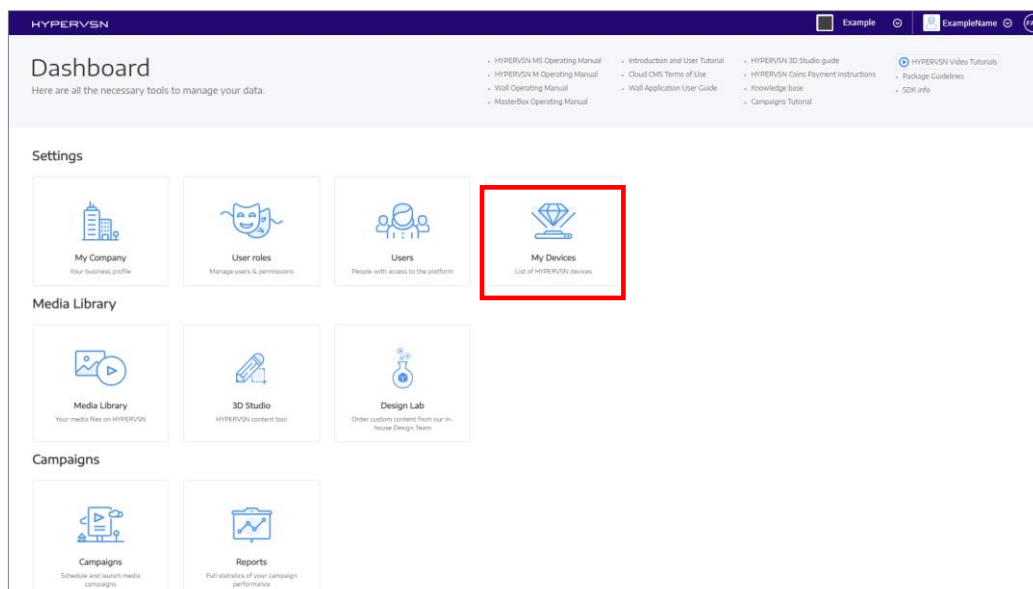 HYPERVSN
Example
ExampleName
Dashboard
Here are all the necessary tools to manage your data.
HYPERVSN MS Operating Manual
HYPERVSN M Operating Manual
Wall Operating Manual
MasterBox Operating Manual
Introduction and User Tutorial
Cloud CMS Terms of Use
Wall Application User Guide
HYPERVSN 3D Studio guide
HYPERVSN Coins Payment Instructions
Knowledge base
Campaigns Tutorial
HYPERVSN Video Tutorials
Package Guidelines
SDK info
Settings
My Company
Your business profile
User roles
Manage users & permissions
Users
People with access to the platform
My Devices
List of HYPERVSN devices
Media Library
Media Library
Your media files on HYPERVSN
3D Studio
HYPERVSN content tool
Design Lab
Order custom content from our in-
house Design Team
Campaigns
Campaigns
Schedule and launch media
campaigns
Reports
Full statistics of your campaign
performance